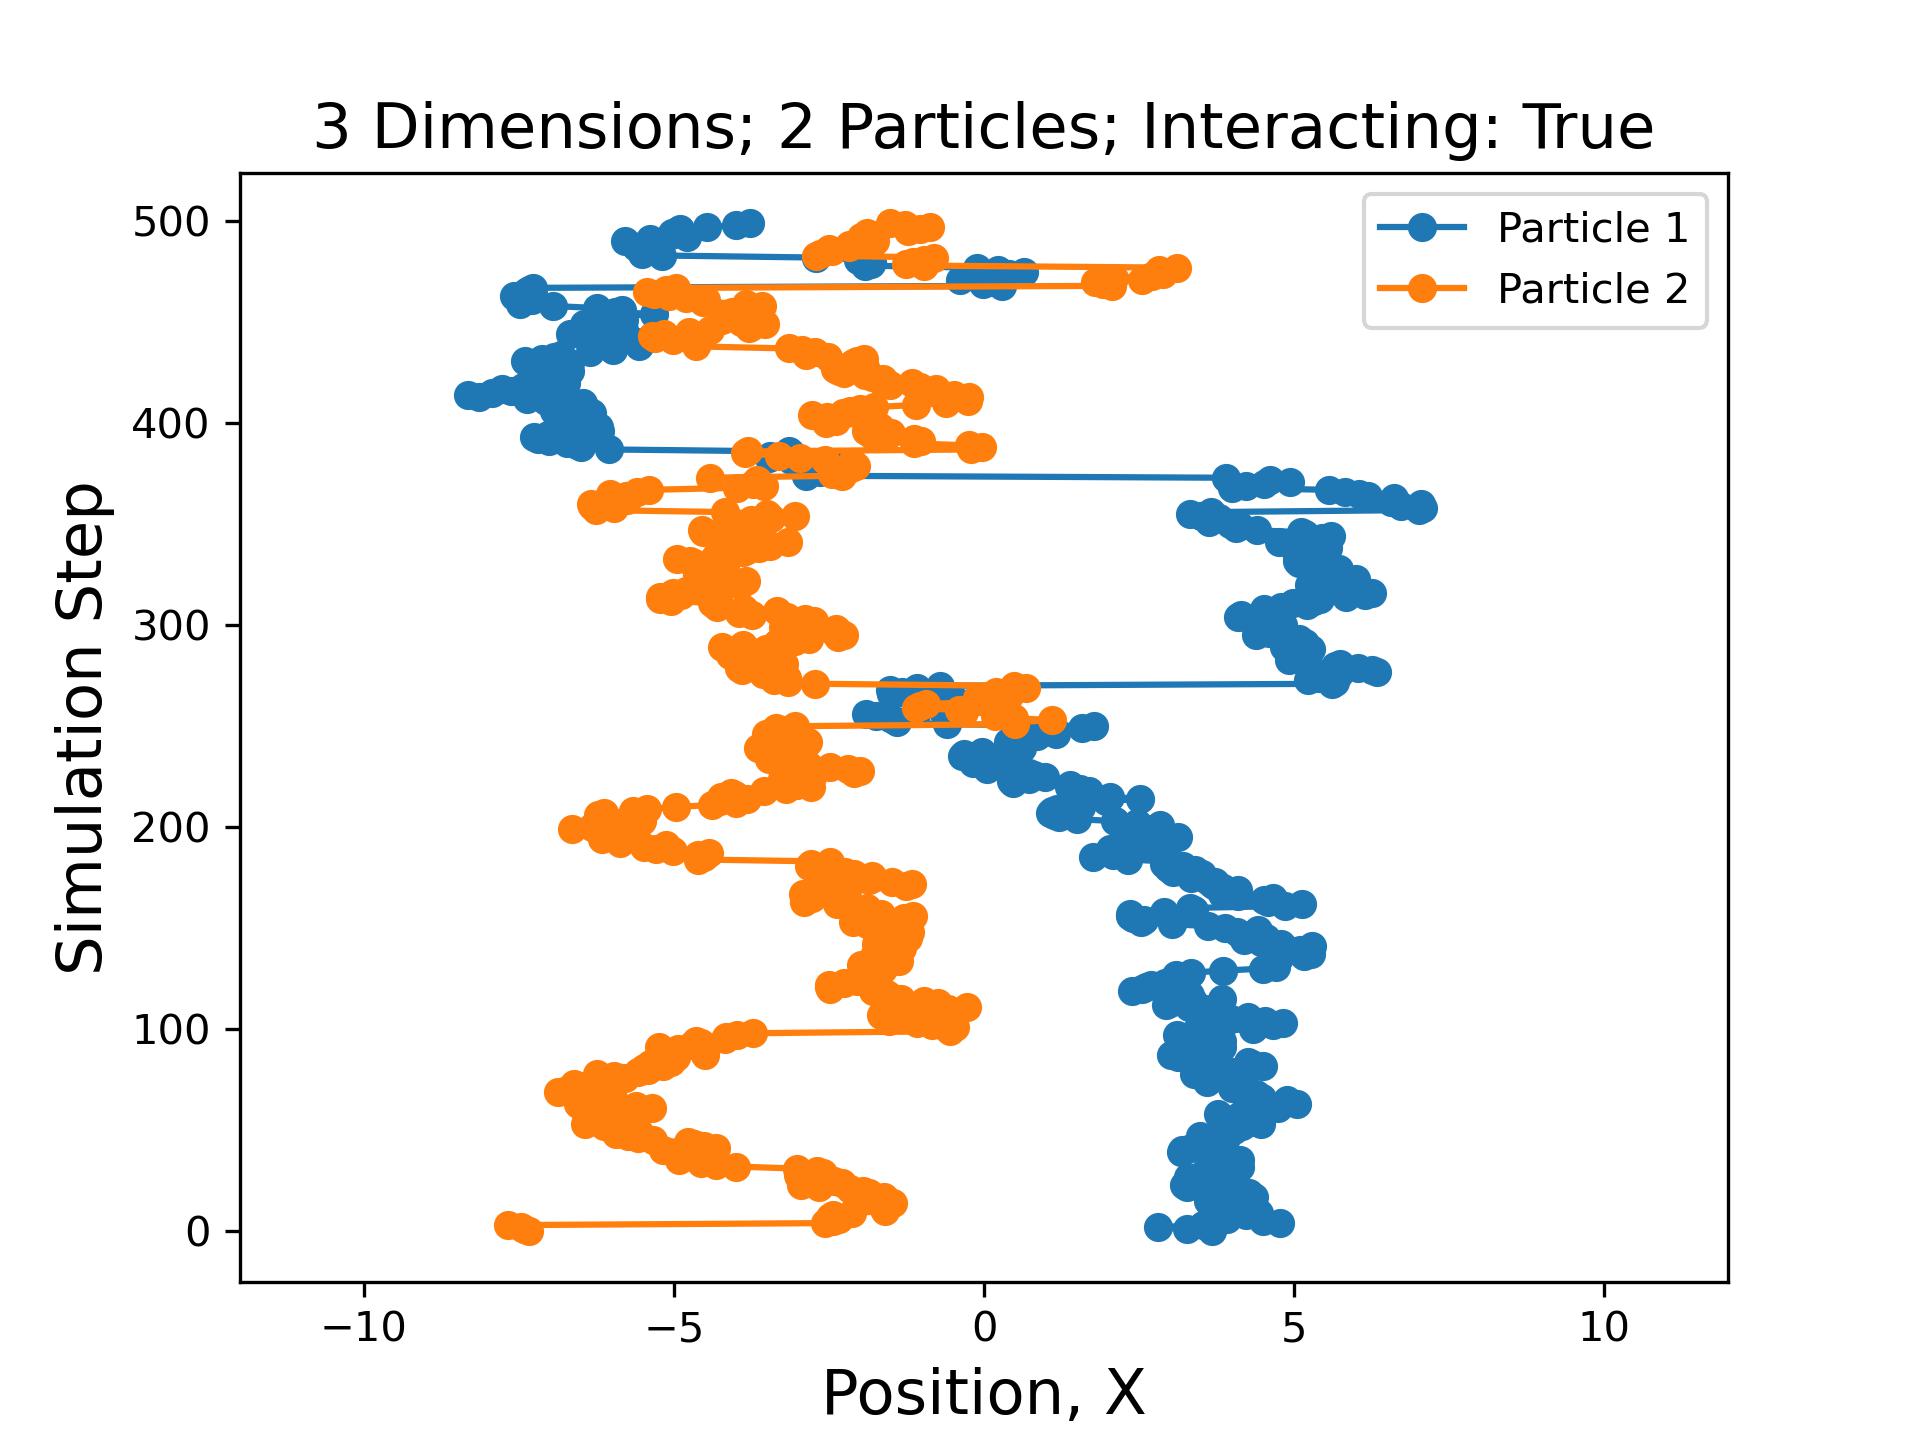 3 Dimensions; 2 Particles; Interacting: True
Particle 1
Particle 2
Simulation Step
500
400
300
200
100
0
−10
−5
0
5
10
Position, X